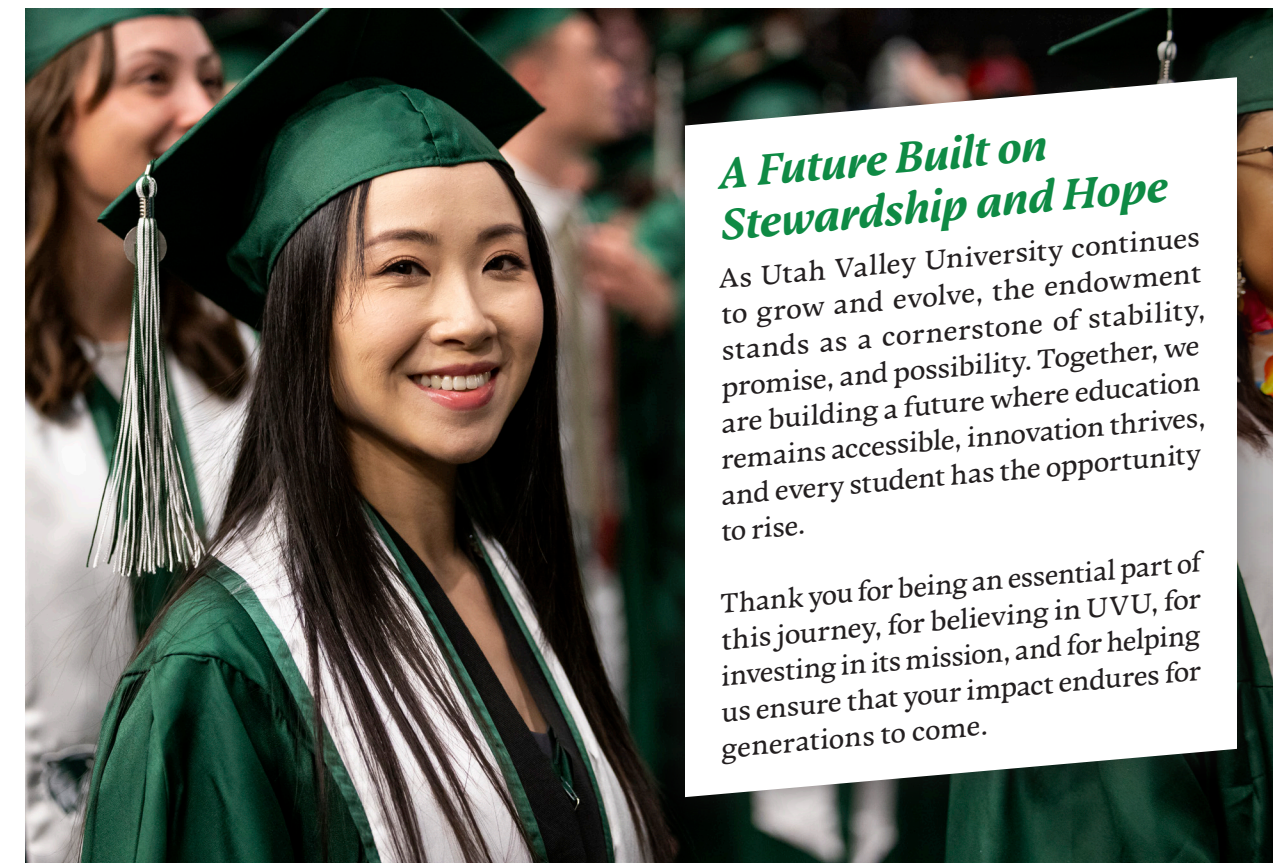 A Future Built on
Stewardship and Hope
As Utah Valley University continues
to grow and evolve, the endowment
stands as a cornerstone of stability,
promise, and possibility. Together, we
are building a future where education
remains accessible, innovation thrives,
and every student has the opportunity
to rise.
Thank you for being an essential part of
this journey, for believing in UVU, for
investing in its mission, and for helping
us ensure that your impact endures for
generations to come.